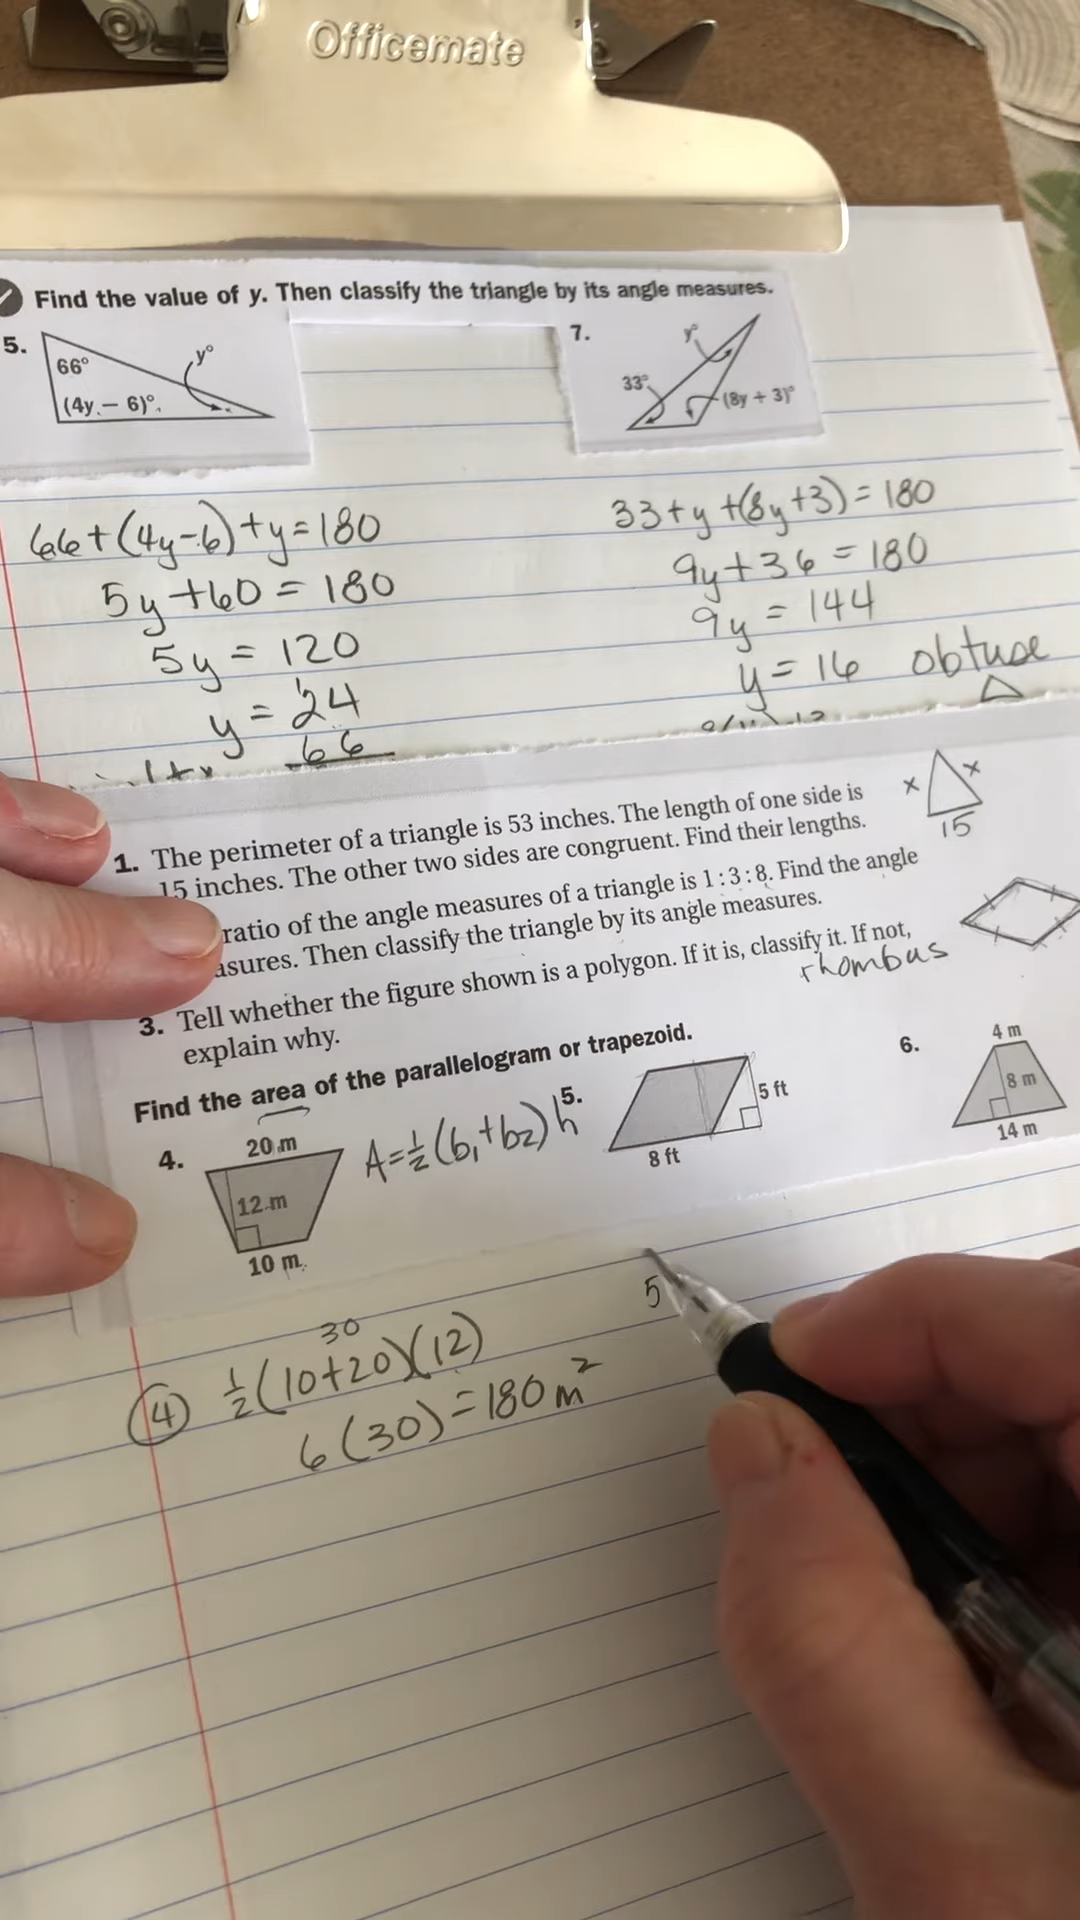 Officemate
Find the value of y. Then classify the triangle by its angle measures.
5.
66°
y°
(4y - 6)°
7.
y°
33°
(8y + 3)°
66+(4y-6)+y=180
5y+60 = 180
5y = 120
y = 24
66
33+y+(8y+3)=180
9y+36 = 180
9y = 144
y = 16 obtuse
1. The perimeter of a triangle is 53 inches. The length of one side is
15 inches. The other two sides are congruent. Find their lengths.
x
x
15
ratio of the angle measures of a triangle is 1:3:8. Find the angle
asures. Then classify the triangle by its angle measures.
3. Tell whether the figure shown is a polygon. If it is, classify it. If not,
explain why.
rhombus
Find the area of the parallelogram or trapezoid.
4.
20 m
12 m
10 m
A=½(b₁+b₂)h
5.
5 ft
8 ft
6.
4 m
8 m
14 m
5
30
4 ½(10+20)(12)
6(30)=180m²